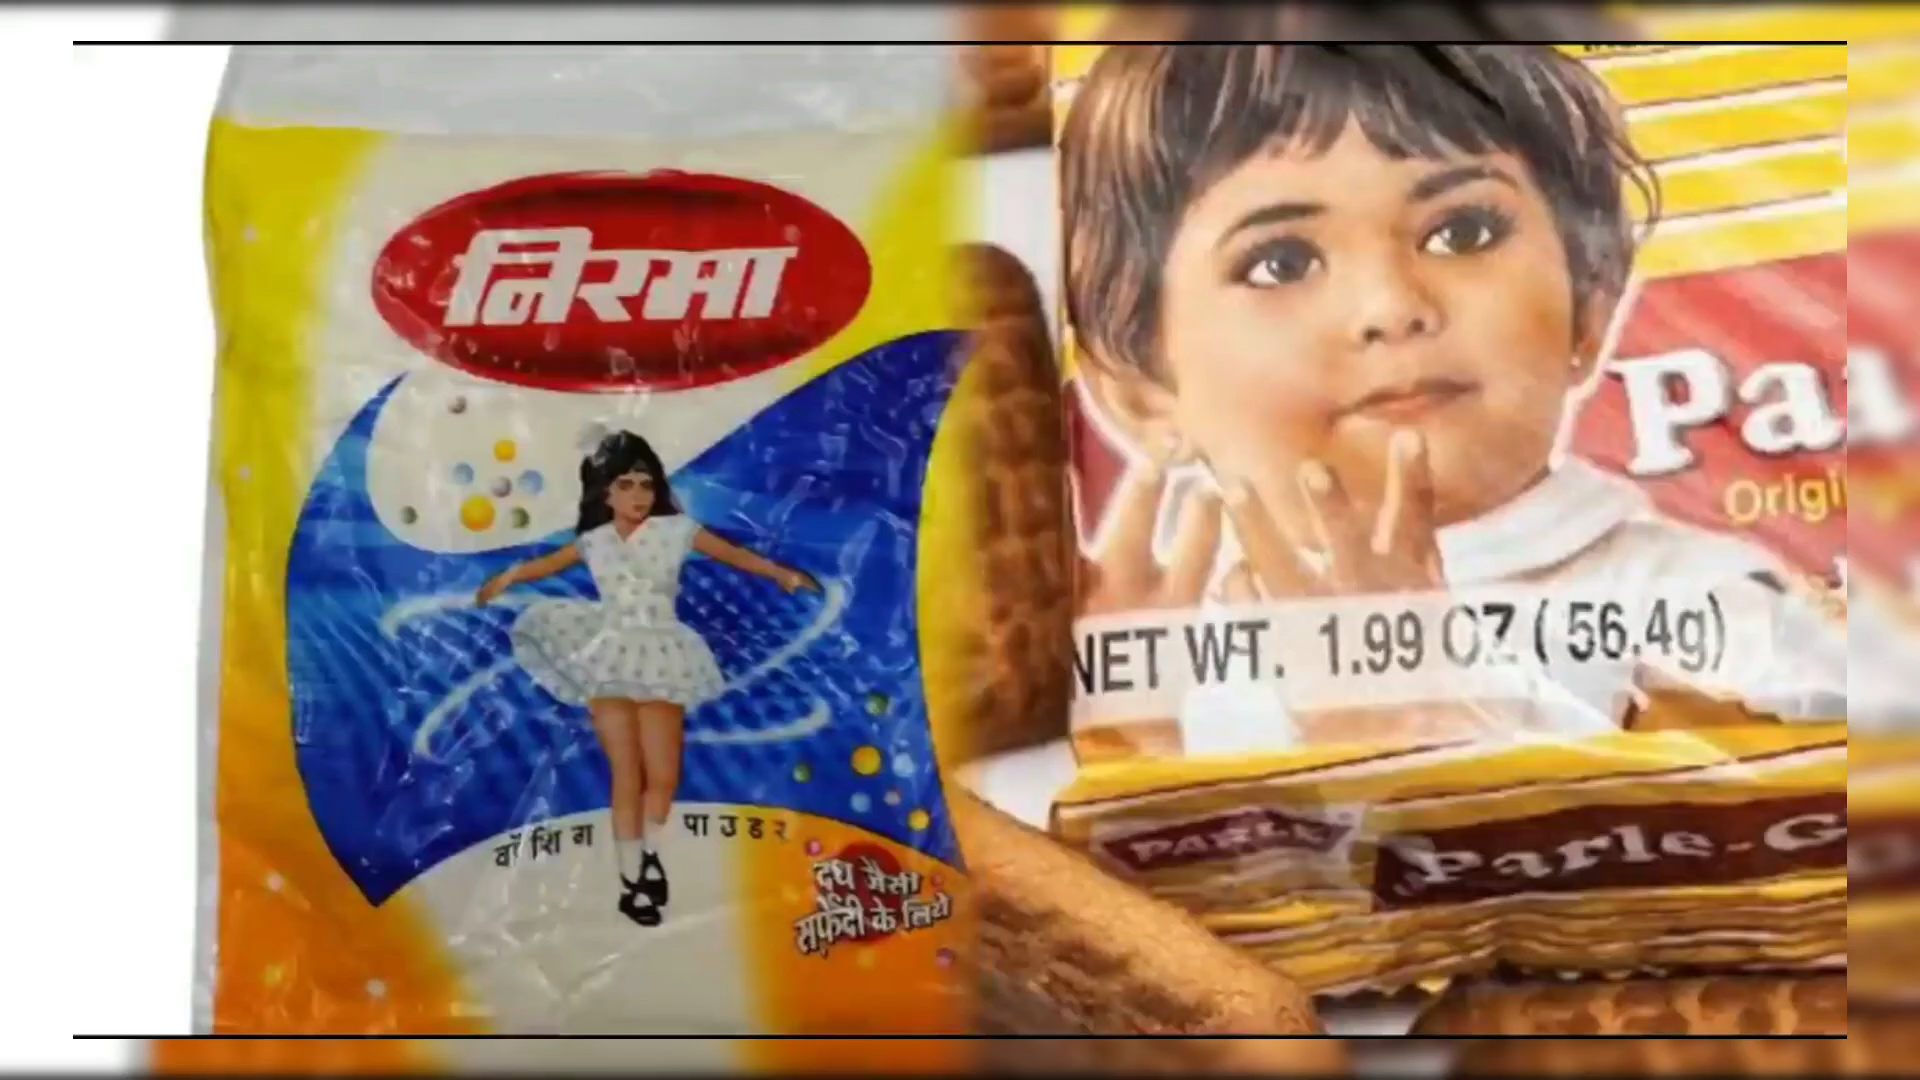 निरमा
वॉशिंग पाउडर
दूध जैसी
सफेदी के लिये
Pa
Origi
NET WT. 1.99 OZ (56.4g)
PARLE
Parle-G